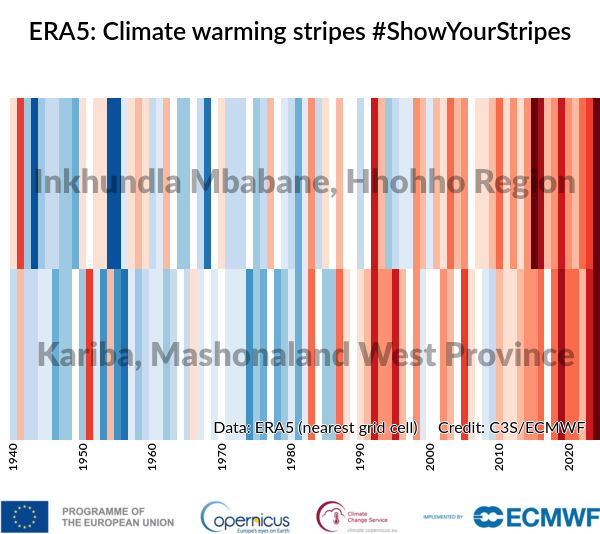 ERA5: Climate warming stripes #ShowYourStripes
Inkhundla Mbabane, Hhohho Region
Kariba, Mashonaland West Province
Data: ERA5 (nearest grid cell) Credit: C3S/ECMWF
1940 1950 1960 1970 1980 1990 2000 2010 2020
PROGRAMME OF
THE EUROPEAN UNION
opernicus
Europe's eyes on Earth
Climate
Change Service
climate.copernicus.eu
IMPLEMENTED BY
ECMWF